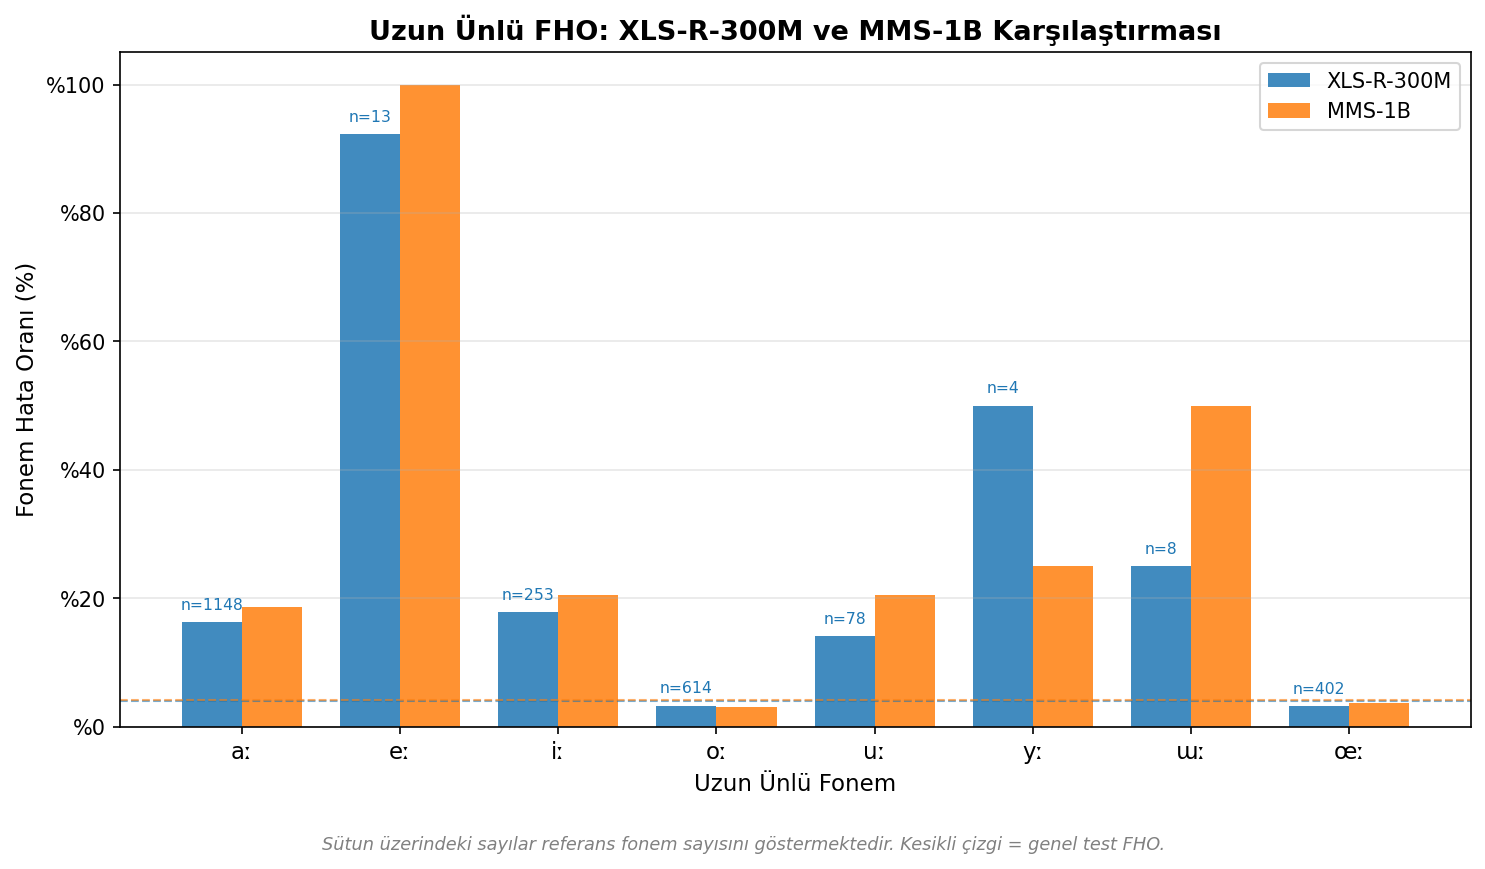 Uzun Ünlü FHO: XLS-R-300M ve MMS-1B Karşılaştırması
XLS-R-300M
MMS-1B
Fonem Hata Oranı (%)
%100
%80
%60
%40
%20
%0
n=1148
n=13
n=253
n=614
n=78
n=4
n=8
n=402
aː eː iː oː uː yː ɯː œː
Uzun Ünlü Fonem
Sütun üzerindeki sayılar referans fonem sayısını göstermektedir. Kesikli çizgi = genel test FHO.